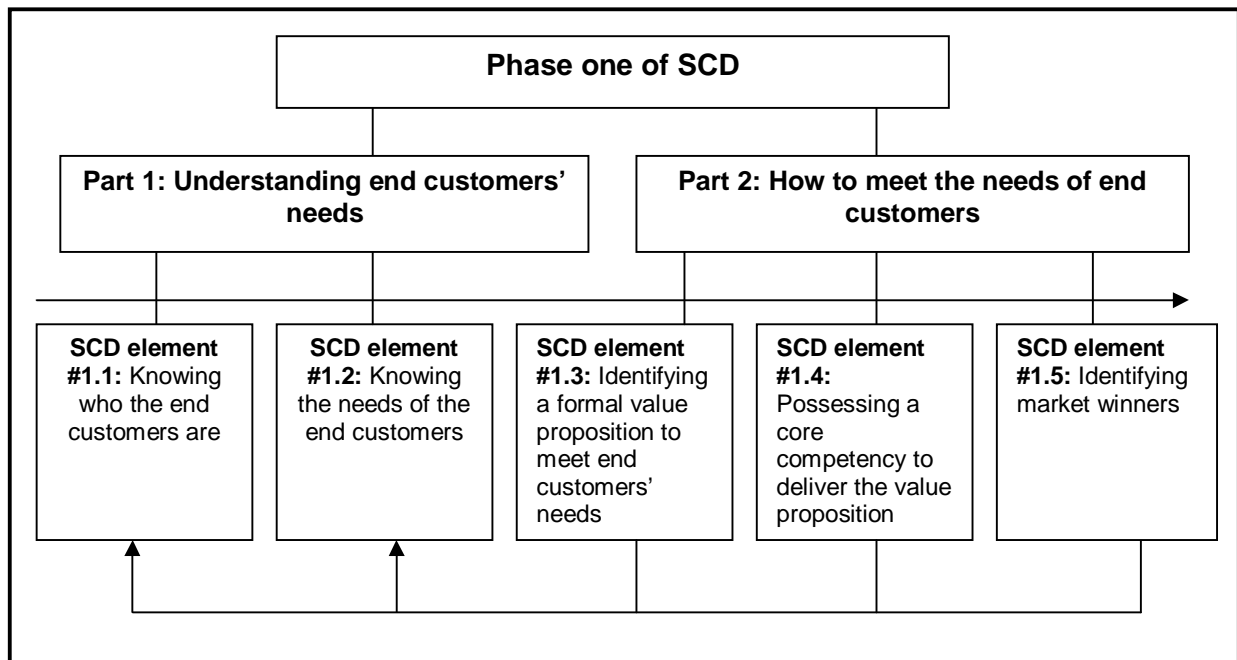 Phase one of SCD
Part 1: Understanding end customers’
needs
Part 2: How to meet the needs of end
customers
SCD element
#1.1: Knowing
who the end
customers are
SCD element
#1.2: Knowing
the needs of the
end customers
SCD element
#1.3: Identifying
a formal value
proposition to
meet end
customers’
needs
SCD element
#1.4:
Possessing a
core
competency to
deliver the value
proposition
SCD element
#1.5: Identifying
market winners